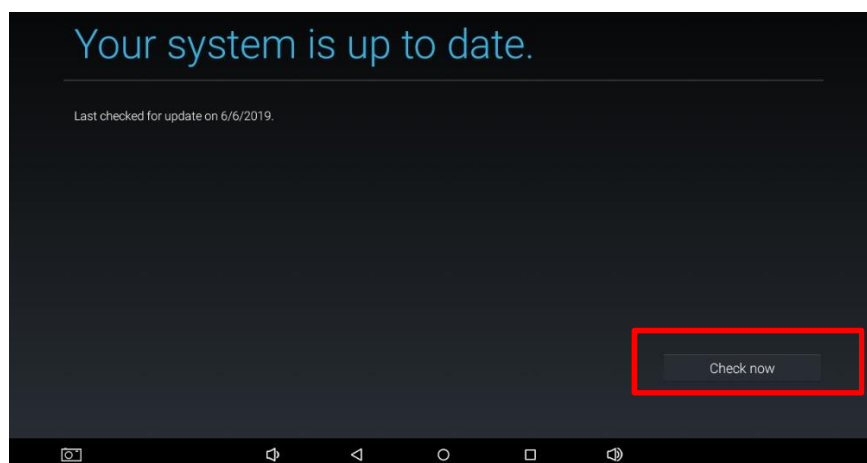 Your system is up to date.
Last checked for update on 6/6/2019.
Check now